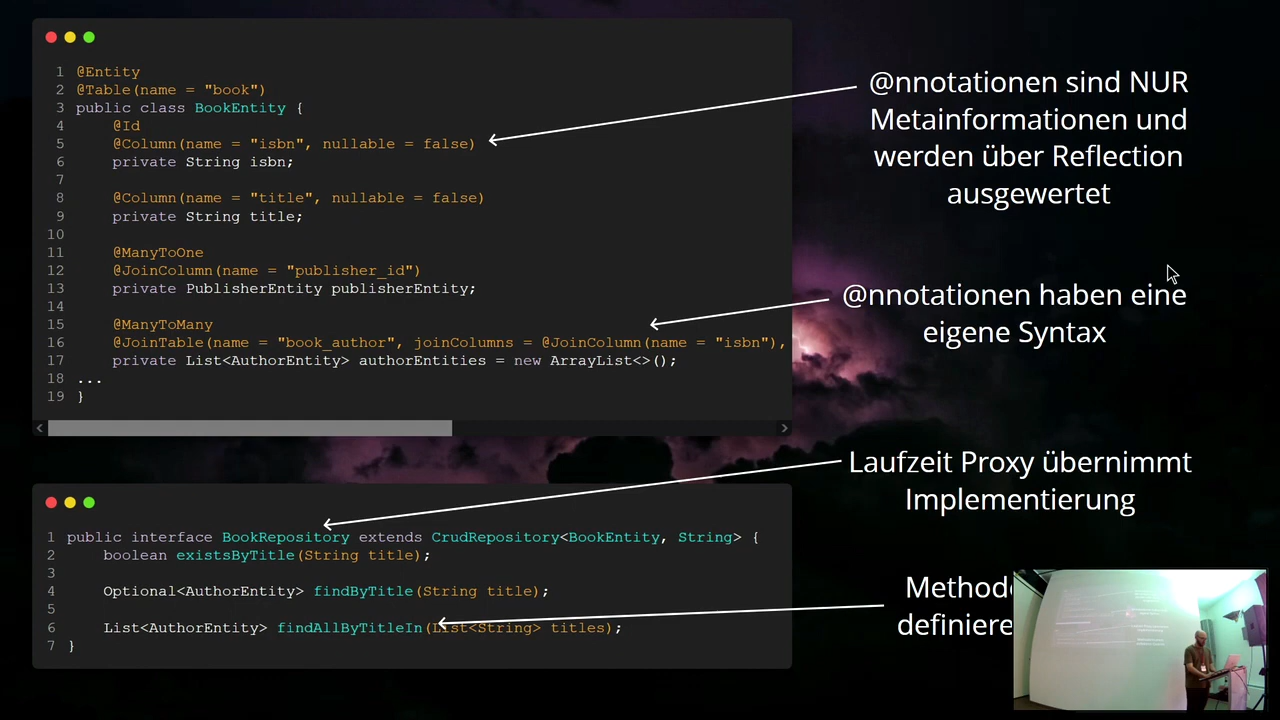 1 @Entity
2 @Table(name = "book")
3 public class BookEntity {
4 @Id
5 @Column(name = "isbn", nullable = false)
6 private String isbn;
7
8 @Column(name = "title", nullable = false)
9 private String title;
10
11 @ManyToOne
12 @JoinColumn(name = "publisher_id")
13 private PublisherEntity publisherEntity;
14
15 @ManyToMany
16 @JoinTable(name = "book_author", joinColumns = @JoinColumn(name = "isbn"),
17 private List<AuthorEntity> authorEntities = new ArrayList<>();
18 ...
19 }
@nnotationen sind NUR
Metainformationen und
werden über Reflection
ausgewertet
@nnotationen haben eine
eigene Syntax
Laufzeit Proxy übernimmt
Implementierung
1 public interface BookRepository extends CrudRepository<BookEntity, String> {
2 boolean existsByTitle(String title);
3
4 Optional<AuthorEntity> findByTitle(String title);
5
6 List<AuthorEntity> findAllByTitleIn(List<String> titles);
7 }